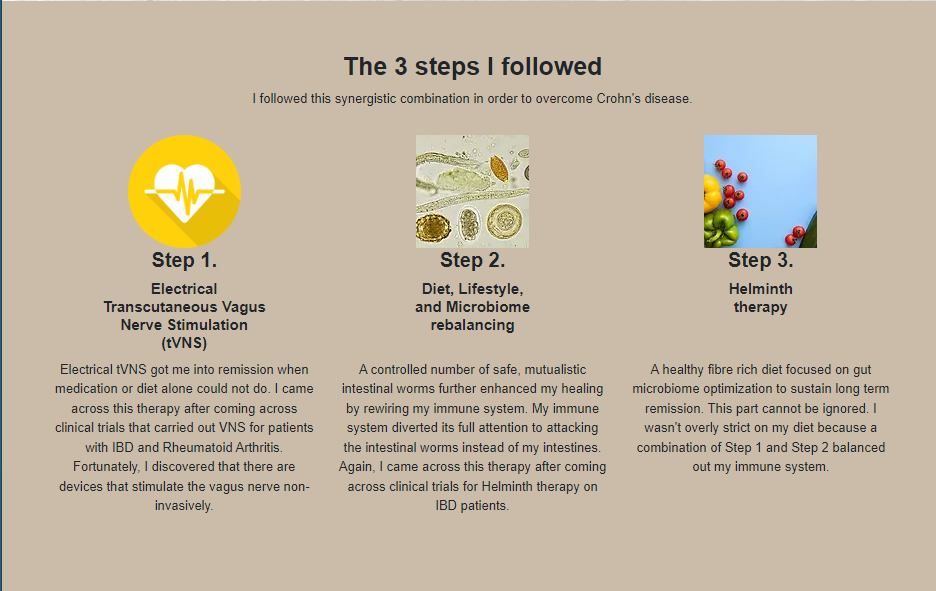 The 3 steps I followed
I followed this synergistic combination in order to overcome Crohn's disease.
Step 1.
Electrical
Transcutaneous Vagus
Nerve Stimulation
(tVNS)
Electrical tVNS got me into remission when
medication or diet alone could not do. I came
across this therapy after coming across
clinical trials that carried out VNS for patients
with IBD and Rheumatoid Arthritis.
Fortunately, I discovered that there are
devices that stimulate the vagus nerve non-
invasively.
Step 2.
Diet, Lifestyle,
and Microbiome
rebalancing
A controlled number of safe, mutualistic
intestinal worms further enhanced my healing
by rewiring my immune system. My immune
system diverted its full attention to attacking
the intestinal worms instead of my intestines.
Again, I came across this therapy after coming
across clinical trials for Helminth therapy on
IBD patients.
Step 3.
Helminth
therapy
A healthy fibre rich diet focused on gut
microbiome optimization to sustain long term
remission. This part cannot be ignored. I
wasn't overly strict on my diet because a
combination of Step 1 and Step 2 balanced
out my immune system.